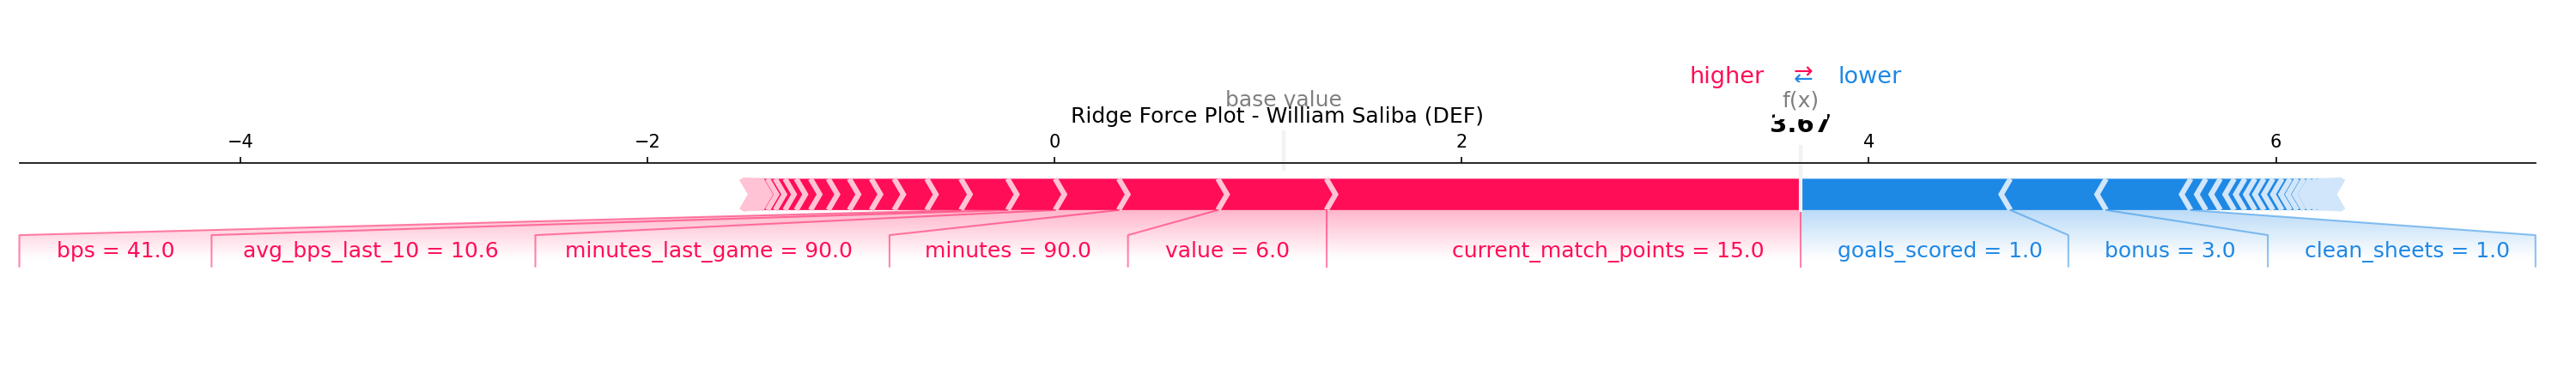 higher ⇄ lower
base value f(x)
Ridge Force Plot - William Saliba (DEF)
3.67
−4 −2 0 2 4 6
bps = 41.0 avg_bps_last_10 = 10.6 minutes_last_game = 90.0 minutes = 90.0 value = 6.0 current_match_points = 15.0 goals_scored = 1.0 bonus = 3.0 clean_sheets = 1.0